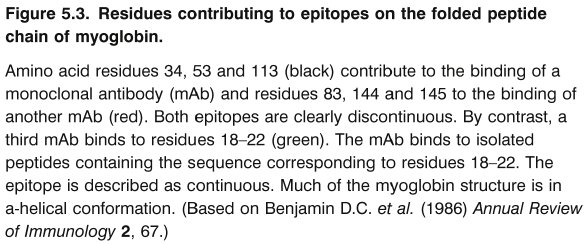 Figure 5.3. Residues contributing to epitopes on the folded peptide
chain of myoglobin.
Amino acid residues 34, 53 and 113 (black) contribute to the binding of a
monoclonal antibody (mAb) and residues 83, 144 and 145 to the binding of
another mAb (red). Both epitopes are clearly discontinuous. By contrast, a
third mAb binds to residues 18–22 (green). The mAb binds to isolated
peptides containing the sequence corresponding to residues 18–22. The
epitope is described as continuous. Much of the myoglobin structure is in
a-helical conformation. (Based on Benjamin D.C. et al. (1986) Annual Review
of Immunology 2, 67.)